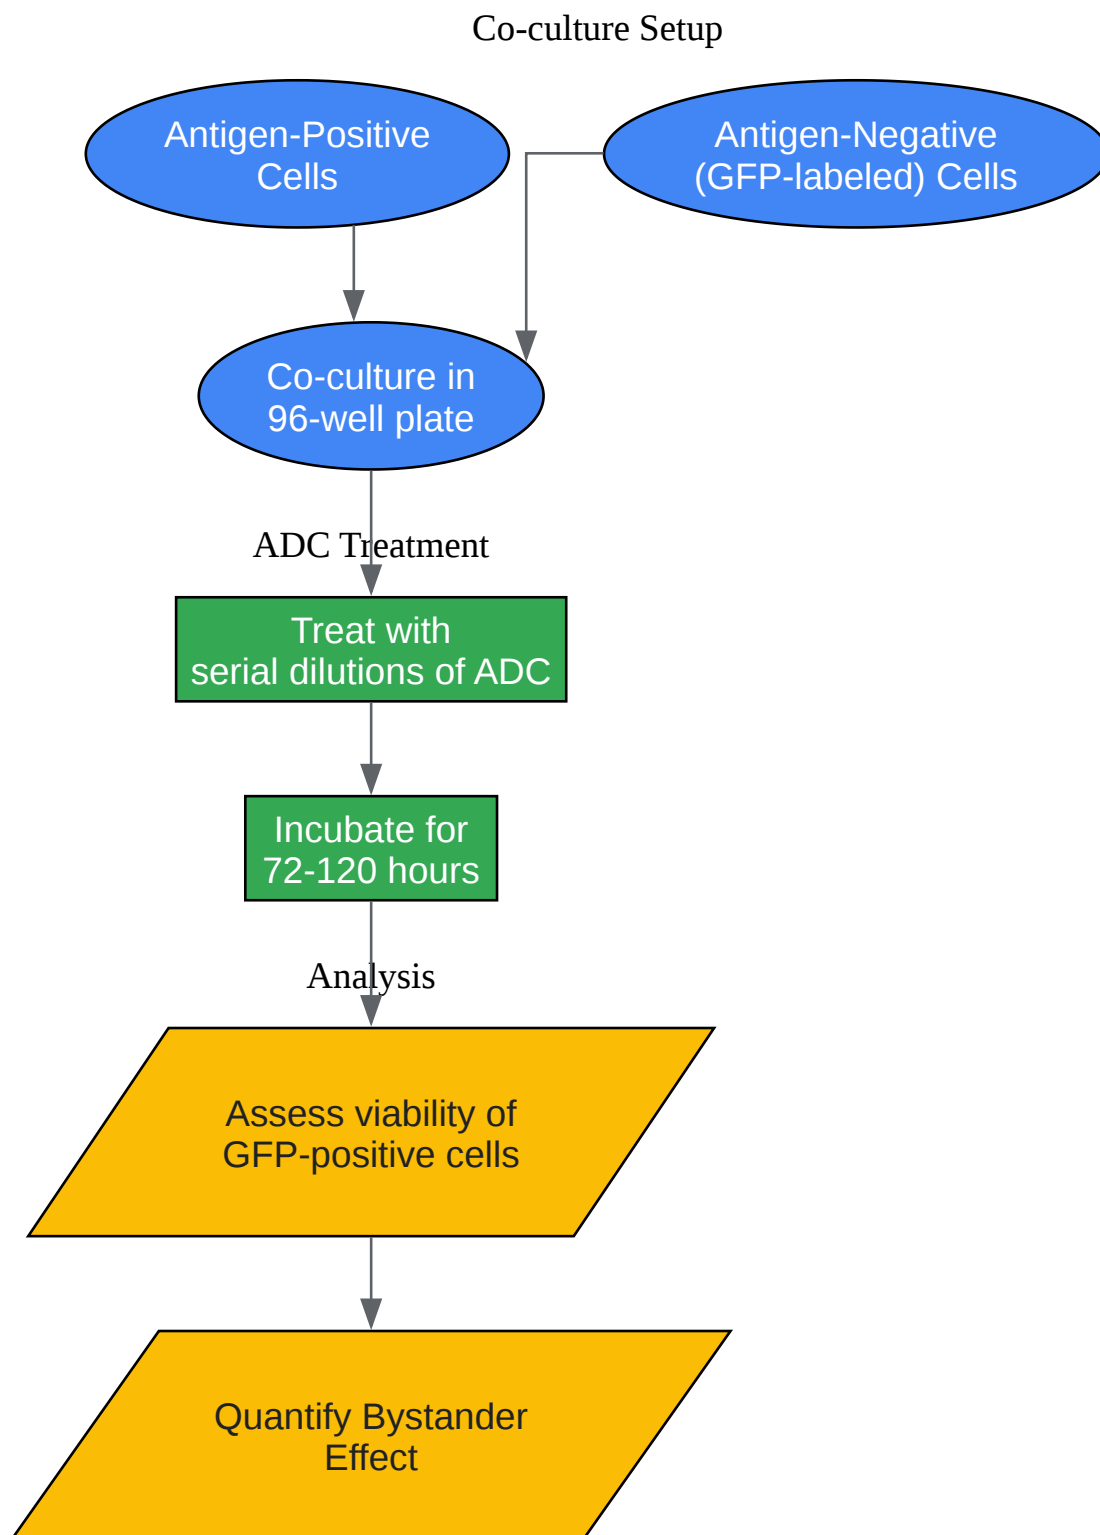 Co-culture Setup
Antigen-Positive
Cells
Antigen-Negative
(GFP-labeled) Cells
Co-culture in
96-well plate
ADC Treatment
Treat with
serial dilutions of ADC
Incubate for
72-120 hours
Analysis
Assess viability of
GFP-positive cells
Quantify Bystander
Effect